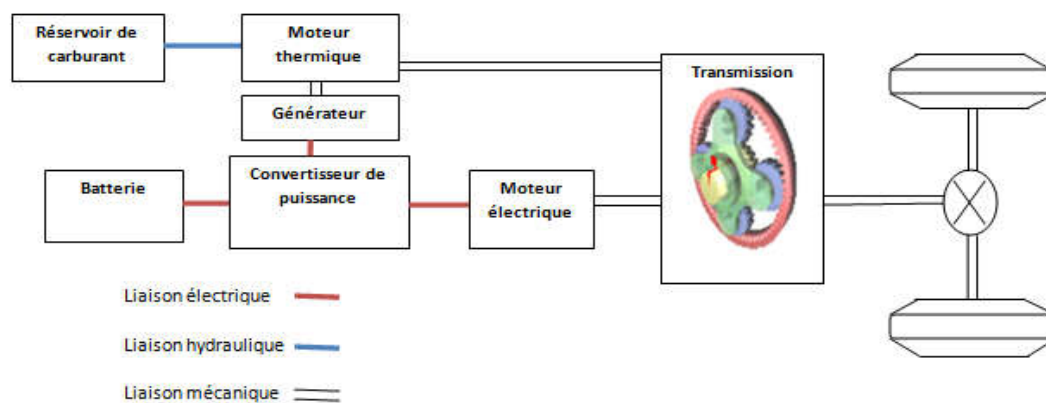 Réservoir de
carburant
Moteur
thermique
Transmission
Générateur
Batterie
Convertisseur de
puissance
Moteur
électrique
Liaison électrique
Liaison hydraulique
Liaison mécanique